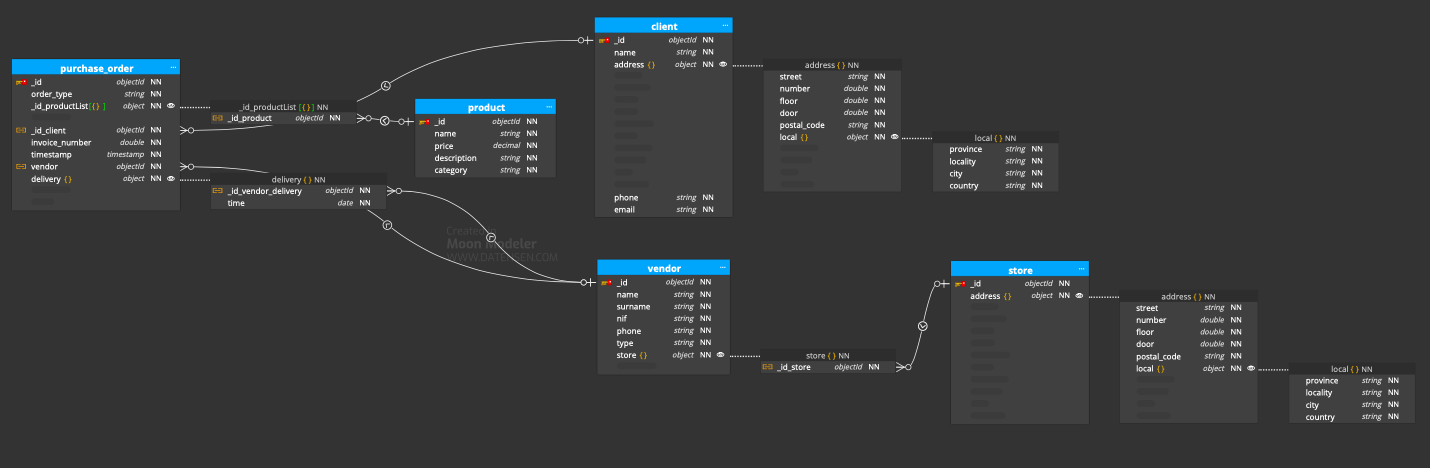 purchase_order ...
_id objectId NN
order_type string NN
_id_productList[{}] object NN
_id_client objectId NN
invoice_number double NN
timestamp timestamp NN
vendor objectId NN
delivery {} object NN
_id_productList [{}] NN
_id_product objectId NN
delivery {} NN
_id_vendor_delivery objectId NN
time date NN
product ...
_id objectId NN
name string NN
price decimal NN
description string NN
category string NN
client ...
_id objectId NN
name string NN
address {} object NN
phone string NN
email string NN
address {} NN
street string NN
number double NN
floor double NN
door double NN
postal_code string NN
local {} object NN
local {} NN
province string NN
locality string NN
city string NN
country string NN
Created in
Moon Modeler
WWW.DATENSEN.COM
vendor ...
_id objectId NN
name string NN
surname string NN
nif string NN
phone string NN
type string NN
store {} object NN
store {} NN
_id_store objectId NN
store ...
_id objectId NN
address {} object NN
address {} NN
street string NN
number double NN
floor double NN
door double NN
postal_code string NN
local {} object NN
local {} NN
province string NN
locality string NN
city string NN
country string NN